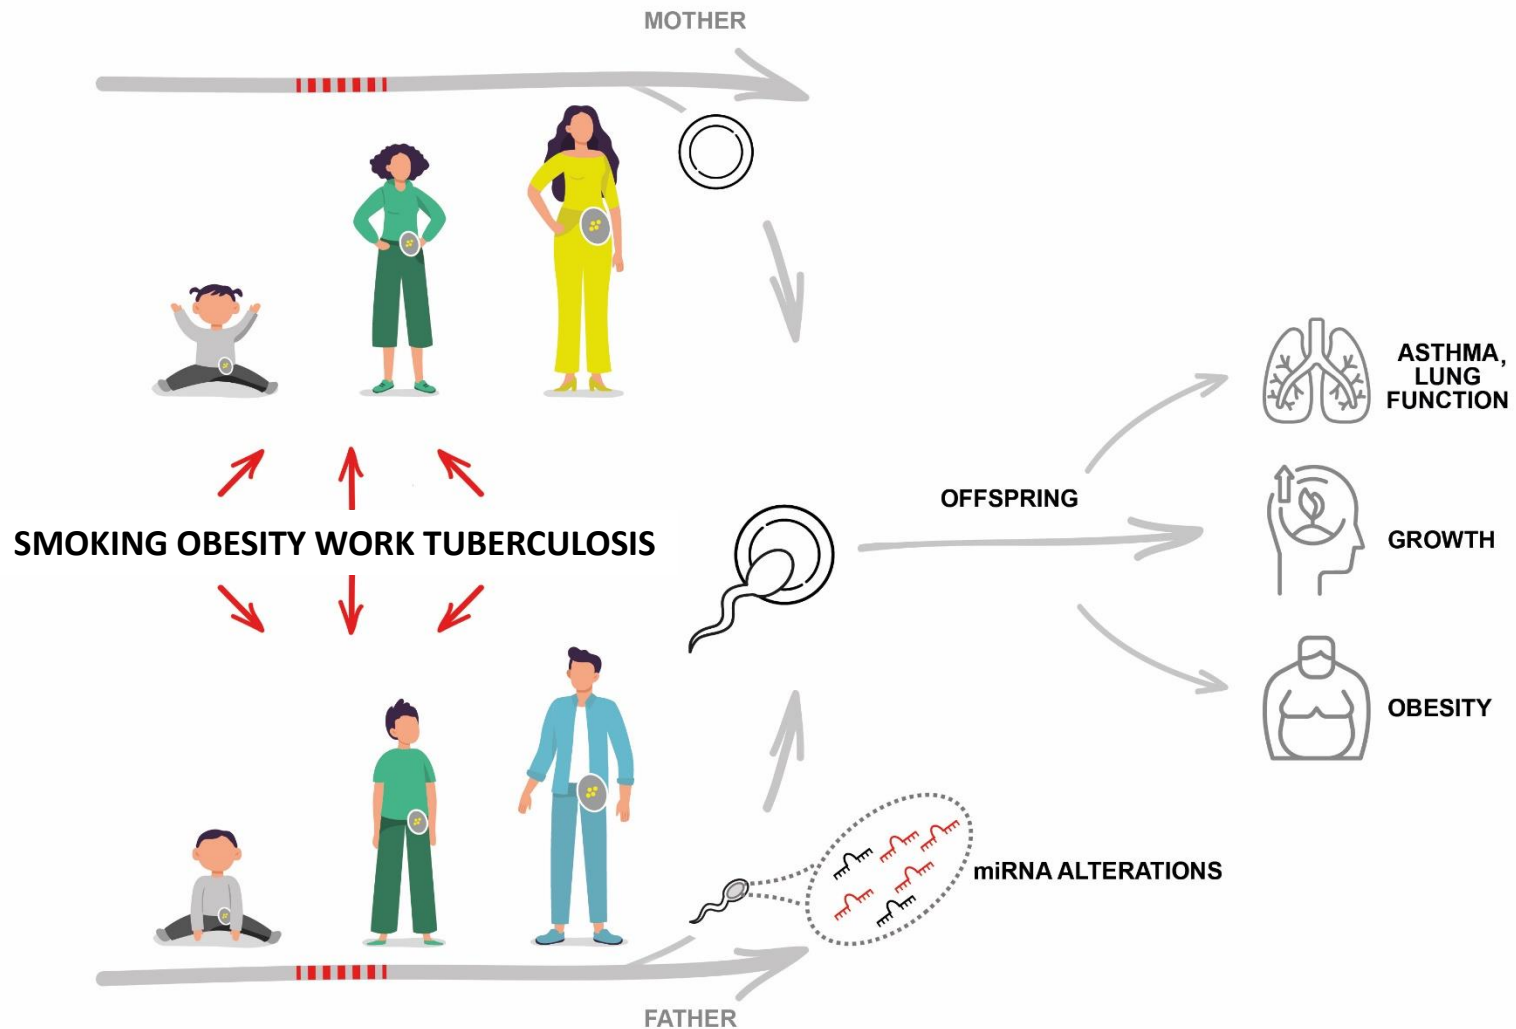 MOTHER
SMOKING OBESITY WORK TUBERCULOSIS
OFFSPRING
ASTHMA,
LUNG
FUNCTION
GROWTH
OBESITY
miRNA ALTERATIONS
FATHER